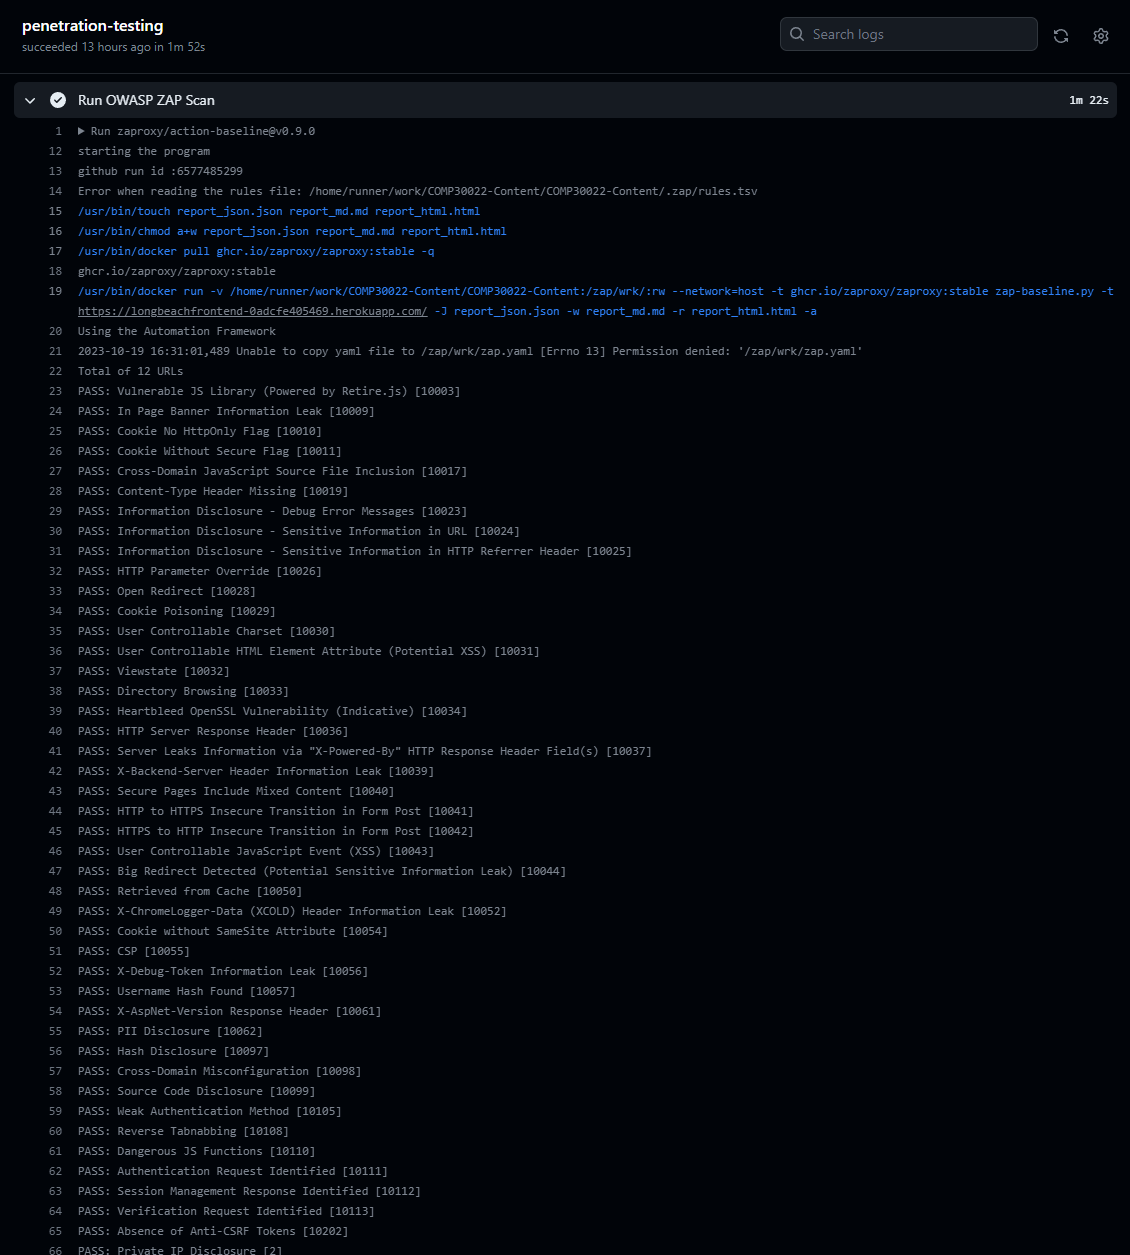 penetration-testing
succeeded 13 hours ago in 1m 52s
Search logs
Run OWASP ZAP Scan
1m 22s
1 Run zaproxy/action-baseline@v0.9.0
12 starting the program
13 github run id :6577485299
14 Error when reading the rules file: /home/runner/work/COMP30022-Content/COMP30022-Content/.zap/rules.tsv
15 /usr/bin/touch report_json.json report_md.md report_html.html
16 /usr/bin/chmod a+w report_json.json report_md.md report_html.html
17 /usr/bin/docker pull ghcr.io/zaproxy/zaproxy:stable -q
18 ghcr.io/zaproxy/zaproxy:stable
19 /usr/bin/docker run -v /home/runner/work/COMP30022-Content/COMP30022-Content:/zap/wrk/:rw --network=host -t ghcr.io/zaproxy/zaproxy:stable zap-baseline.py -t
https://longbeachfrontend-0adcfe405469.herokuapp.com/ -J report_json.json -w report_md.md -r report_html.html -a
20 Using the Automation Framework
21 2023-10-19 16:31:01,489 Unable to copy yaml file to /zap/wrk/zap.yaml [Errno 13] Permission denied: '/zap/wrk/zap.yaml'
22 Total of 12 URLs
23 PASS: Vulnerable JS Library (Powered by Retire.js) [10003]
24 PASS: In Page Banner Information Leak [10009]
25 PASS: Cookie No HttpOnly Flag [10010]
26 PASS: Cookie Without Secure Flag [10011]
27 PASS: Cross-Domain JavaScript Source File Inclusion [10017]
28 PASS: Content-Type Header Missing [10019]
29 PASS: Information Disclosure - Debug Error Messages [10023]
30 PASS: Information Disclosure - Sensitive Information in URL [10024]
31 PASS: Information Disclosure - Sensitive Information in HTTP Referrer Header [10025]
32 PASS: HTTP Parameter Override [10026]
33 PASS: Open Redirect [10028]
34 PASS: Cookie Poisoning [10029]
35 PASS: User Controllable Charset [10030]
36 PASS: User Controllable HTML Element Attribute (Potential XSS) [10031]
37 PASS: Viewstate [10032]
38 PASS: Directory Browsing [10033]
39 PASS: Heartbleed OpenSSL Vulnerability (Indicative) [10034]
40 PASS: HTTP Server Response Header [10036]
41 PASS: Server Leaks Information via "X-Powered-By" HTTP Response Header Field(s) [10037]
42 PASS: X-Backend-Server Header Information Leak [10039]
43 PASS: Secure Pages Include Mixed Content [10040]
44 PASS: HTTP to HTTPS Insecure Transition in Form Post [10041]
45 PASS: HTTPS to HTTP Insecure Transition in Form Post [10042]
46 PASS: User Controllable JavaScript Event (XSS) [10043]
47 PASS: Big Redirect Detected (Potential Sensitive Information Leak) [10044]
48 PASS: Retrieved from Cache [10050]
49 PASS: X-ChromeLogger-Data (XCOLD) Header Information Leak [10052]
50 PASS: Cookie without SameSite Attribute [10054]
51 PASS: CSP [10055]
52 PASS: X-Debug-Token Information Leak [10056]
53 PASS: Username Hash Found [10057]
54 PASS: X-AspNet-Version Response Header [10061]
55 PASS: PII Disclosure [10062]
56 PASS: Hash Disclosure [10097]
57 PASS: Cross-Domain Misconfiguration [10098]
58 PASS: Source Code Disclosure [10099]
59 PASS: Weak Authentication Method [10105]
60 PASS: Reverse Tabnabbing [10108]
61 PASS: Dangerous JS Functions [10110]
62 PASS: Authentication Request Identified [10111]
63 PASS: Session Management Response Identified [10112]
64 PASS: Verification Request Identified [10113]
65 PASS: Absence of Anti-CSRF Tokens [10202]
66 PASS: Private IP Disclosure [2]